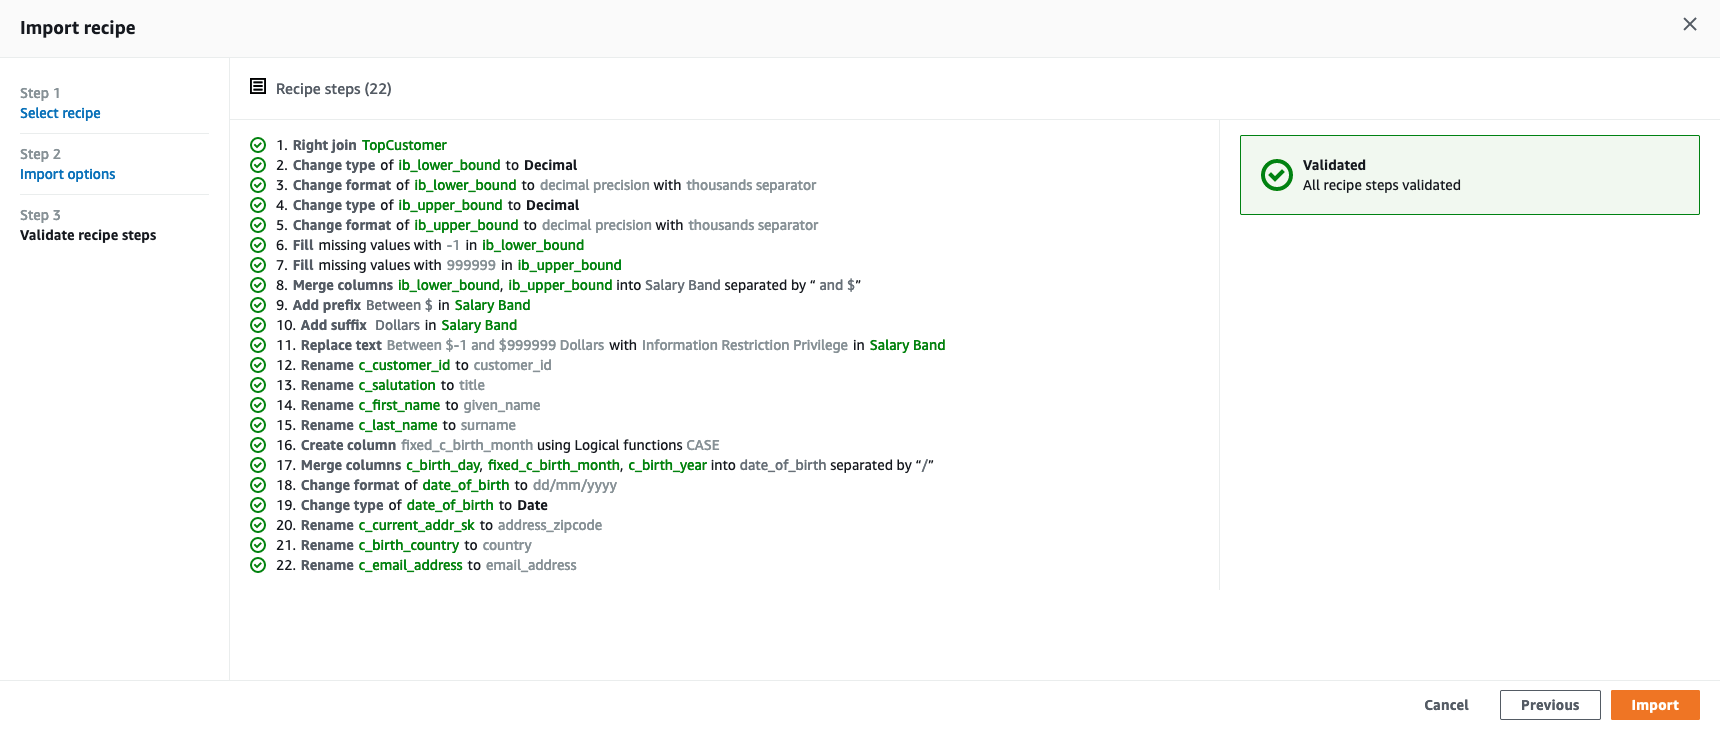 Import recipe
Step 1
Select recipe
Step 2
Import options
Step 3
Validate recipe steps
Recipe steps (22)
1. Right join TopCustomer
2. Change type of ib_lower_bound to Decimal
3. Change format of ib_lower_bound to decimal precision with thousands separator
4. Change type of ib_upper_bound to Decimal
5. Change format of ib_upper_bound to decimal precision with thousands separator
6. Fill missing values with -1 in ib_lower_bound
7. Fill missing values with 999999 in ib_upper_bound
8. Merge columns ib_lower_bound, ib_upper_bound into Salary Band separated by “ and $”
9. Add prefix Between $ in Salary Band
10. Add suffix Dollars in Salary Band
11. Replace text Between $-1 and $999999 Dollars with Information Restriction Privilege in Salary Band
12. Rename c_customer_id to customer_id
13. Rename c_salutation to title
14. Rename c_first_name to given_name
15. Rename c_last_name to surname
16. Create column fixed_c_birth_month using Logical functions CASE
17. Merge columns c_birth_day, fixed_c_birth_month, c_birth_year into date_of_birth separated by “/”
18. Change format of date_of_birth to dd/mm/yyyy
19. Change type of date_of_birth to Date
20. Rename c_current_addr_sk to address_zipcode
21. Rename c_birth_country to country
22. Rename c_email_address to email_address
Validated
All recipe steps validated
Cancel
Previous
Import